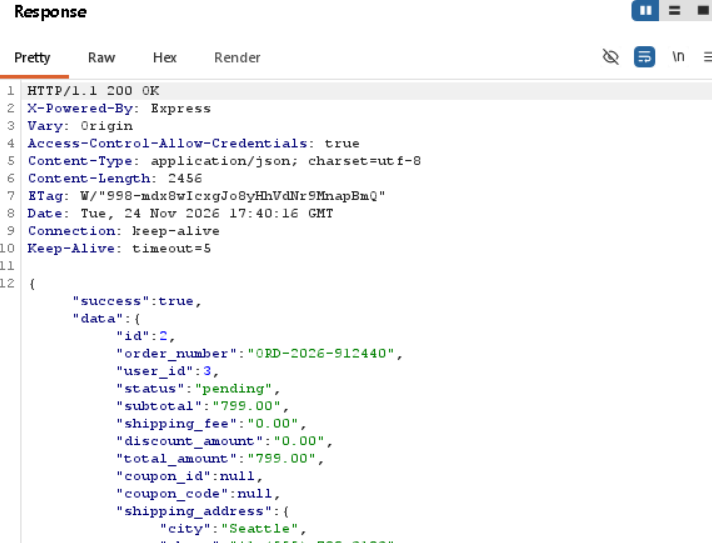 Response
Pretty Raw Hex Render \n
1 HTTP/1.1 200 OK
2 X-Powered-By: Express
3 Vary: Origin
4 Access-Control-Allow-Credentials: true
5 Content-Type: application/json; charset=utf-8
6 Content-Length: 2456
7 ETag: W/"998-mdx8wIcxgJo8yHhVdNr9MnapBmQ"
8 Date: Tue, 24 Nov 2026 17:40:16 GMT
9 Connection: keep-alive
10 Keep-Alive: timeout=5
11
12 {
"success":true,
"data":{
"id":2,
"order_number":"ORD-2026-912440",
"user_id":3,
"status":"pending",
"subtotal":"799.00",
"shipping_fee":"0.00",
"discount_amount":"0.00",
"total_amount":"799.00",
"coupon_id":null,
"coupon_code":null,
"shipping_address":{
"city":"Seattle",